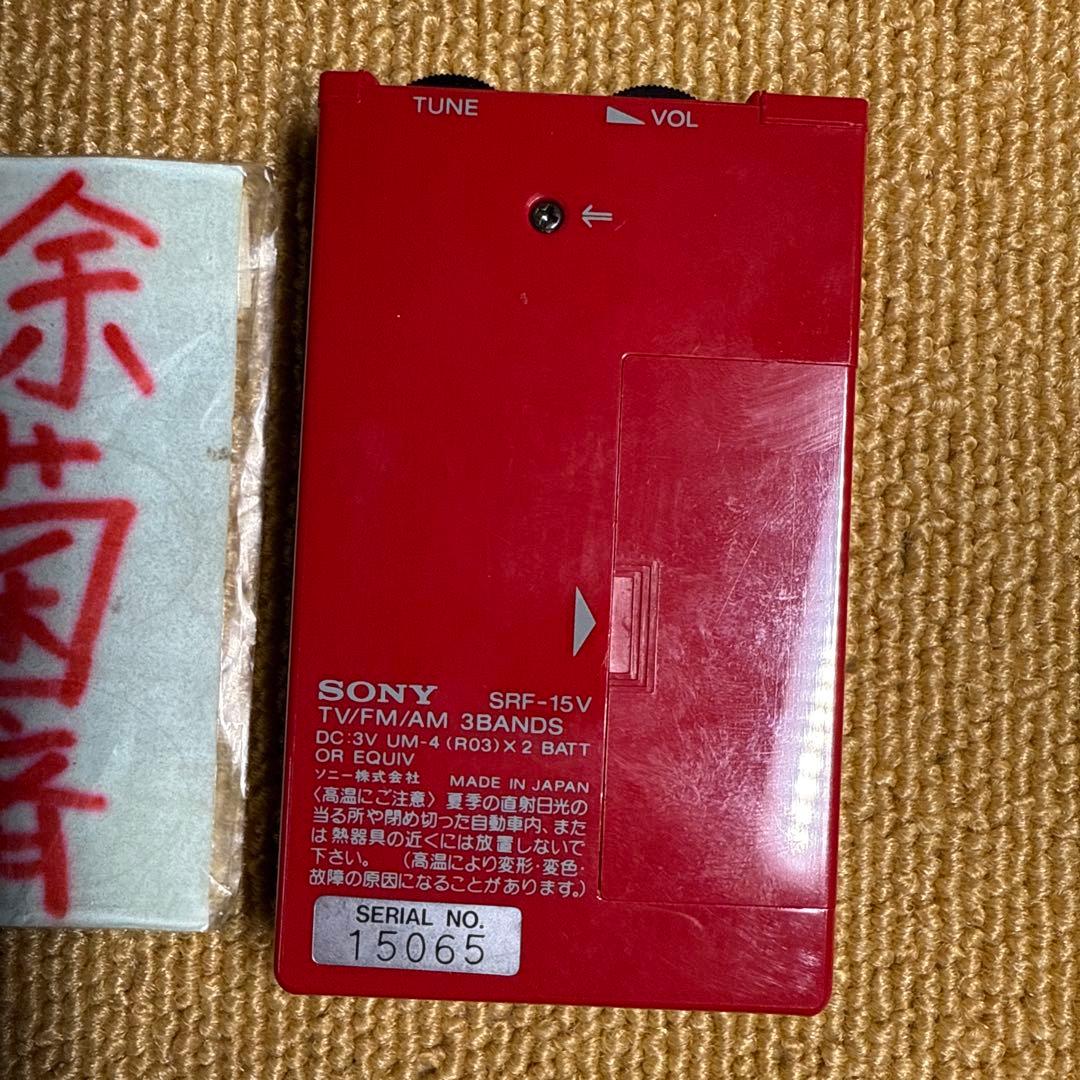 余
菌
TUNE
VOL
SONY SRF-15V
TV/FM/AM 3BANDS
DC:3V UM-4 (R03)×2 BATT
OR EQUIV
ソニー株式会社 MADE IN JAPAN
〈高温にご注意〉夏季の直射日光の
当る所や閉め切った自動車内、また
は熱器具の近くには放置しないで
下さい。 (高温により変形・変色・
故障の原因になることがあります。)
SERIAL NO.
15065